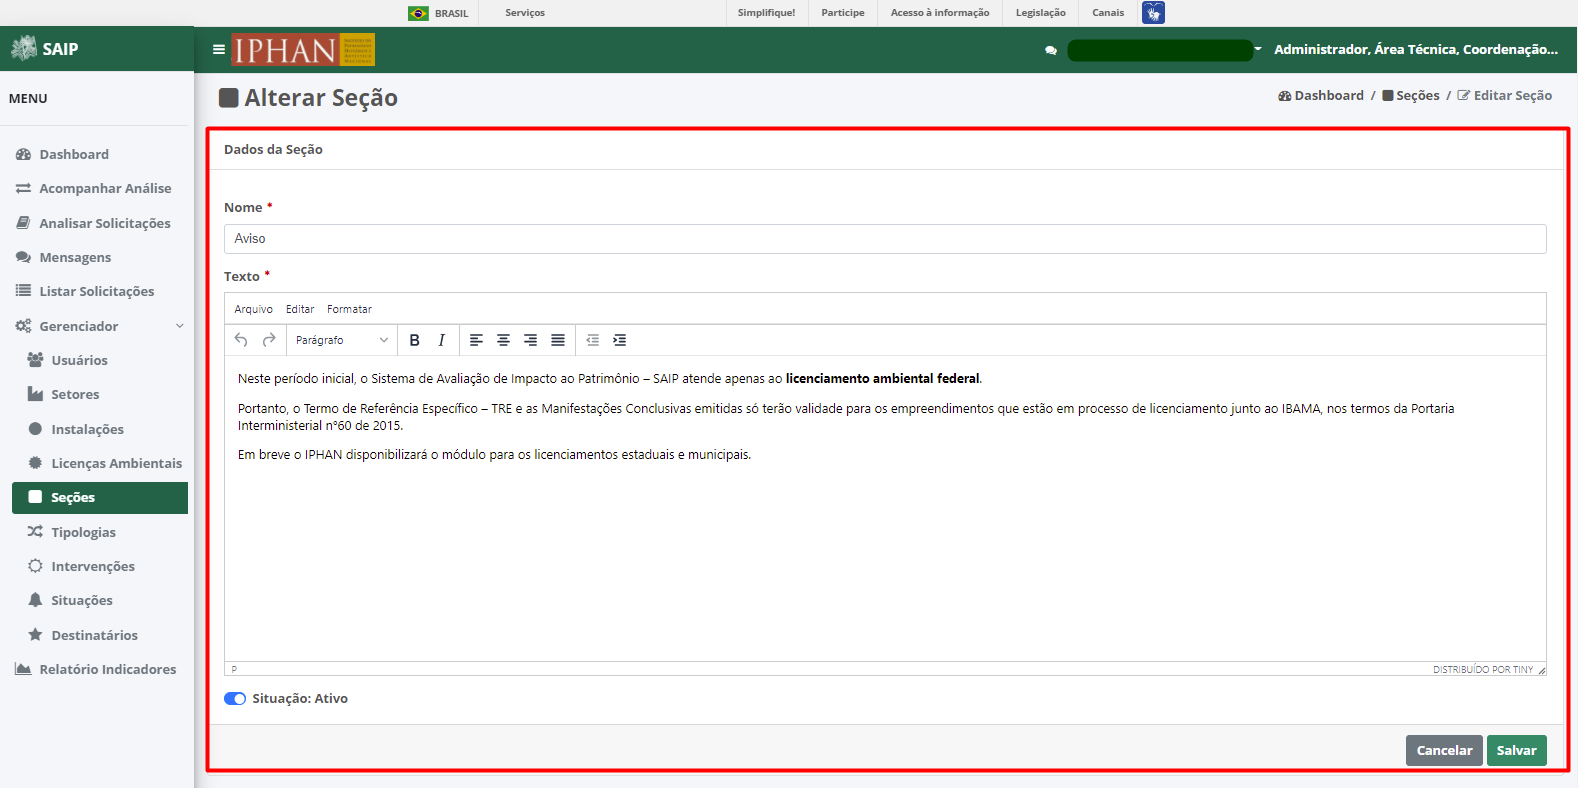 BRASIL
Serviços
Simplifique!
Participe
Acesso à informação
Legislação
Canais
SAIP
IPHAN
Administrador, Área Técnica, Coordenação...
MENU
Dashboard
Acompanhar Análise
Analisar Solicitações
Mensagens
Listar Solicitações
Gerenciador
Usuários
Setores
Instalações
Licenças Ambientais
Seções
Tipologias
Intervenções
Situações
Destinatários
Relatório Indicadores
Alterar Seção
Dashboard / Seções / Editar Seção
Dados da Seção
Nome *
Aviso
Texto *
Arquivo Editar Formatar
Parágrafo B I
Neste período inicial, o Sistema de Avaliação de Impacto ao Patrimônio – SAIP atende apenas ao licenciamento ambiental federal.
Portanto, o Termo de Referência Específico – TRE e as Manifestações Conclusivas emitidas só terão validade para os empreendimentos que estão em processo de licenciamento junto ao IBAMA, nos termos da Portaria
Interministerial nº60 de 2015.
Em breve o IPHAN disponibilizará o módulo para os licenciamentos estaduais e municipais.
P
DISTRIBUÍDO POR TINY
Situação: Ativo
Cancelar
Salvar